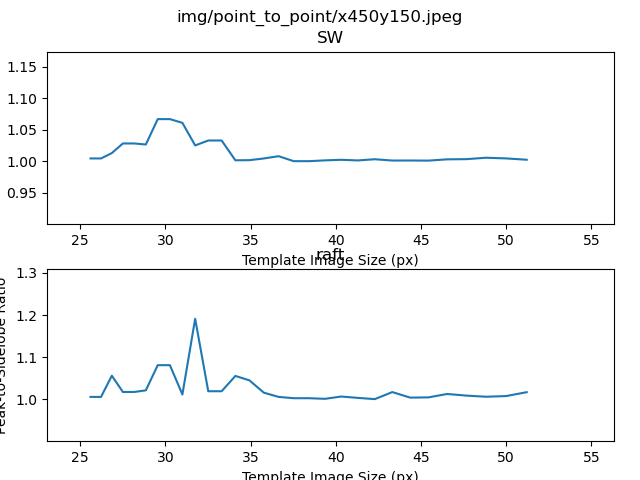 img/point_to_point/x450y150.jpeg
SW
1.15
1.10
1.05
1.00
0.95
25 30 35 40 45 50 55
Template Image Size (px)
raft
Peak-to-Sidelobe Ratio
1.3
1.2
1.1
1.0
25 30 35 40 45 50 55
Template Image Size (px)